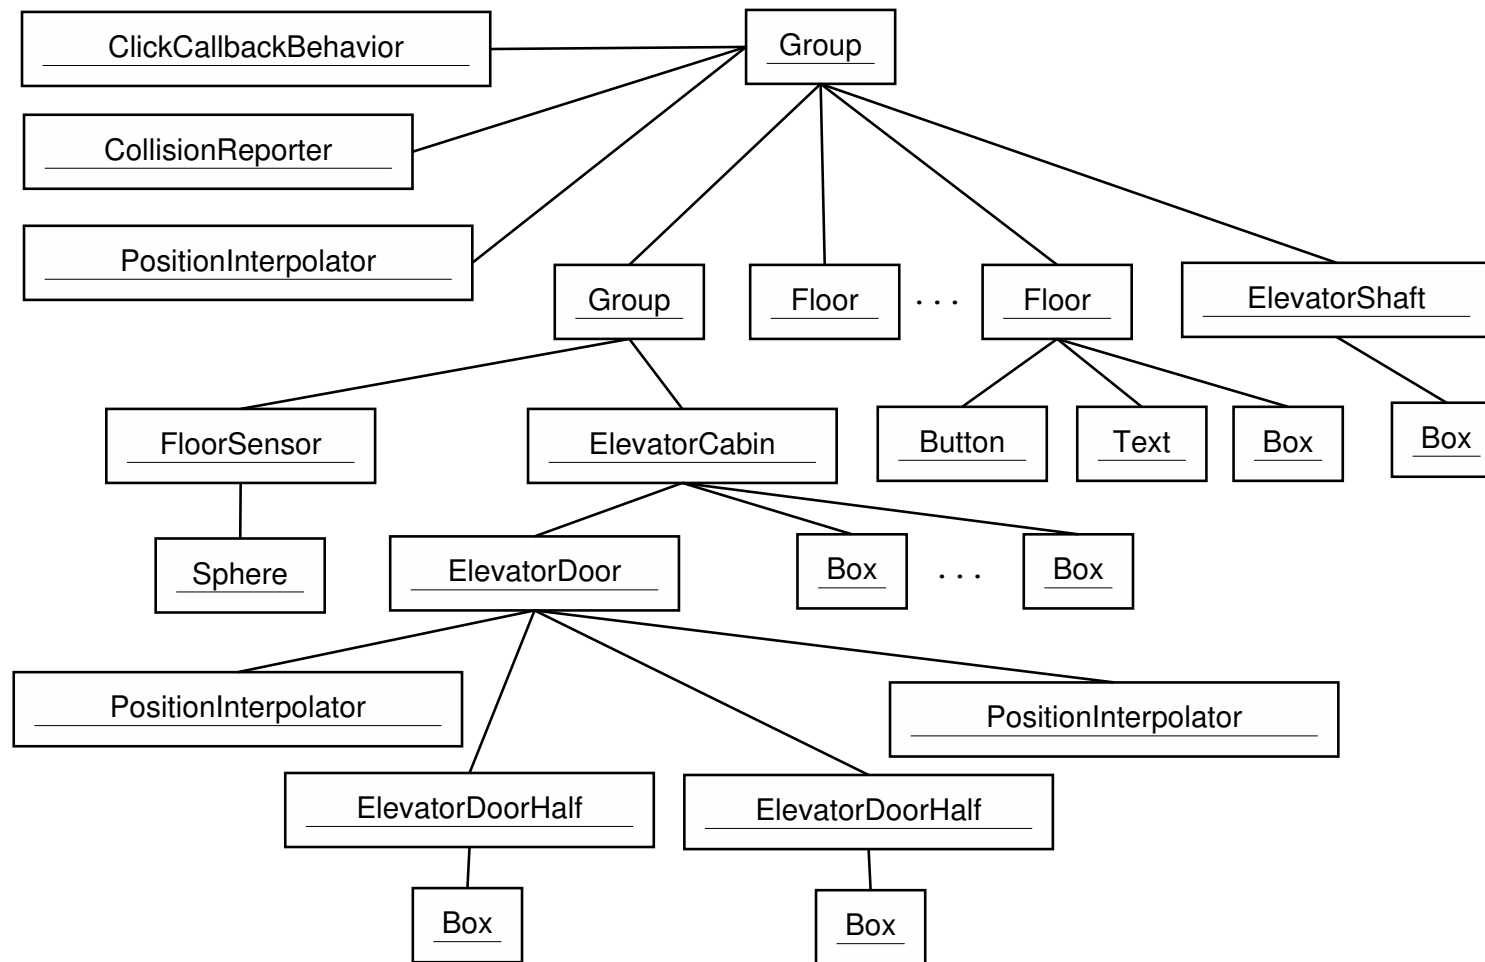 ClickCallbackBehavior
Group
CollisionReporter
PositionInterpolator
Group
Floor
. . .
Floor
ElevatorShaft
FloorSensor
ElevatorCabin
Button
Text
Box
Box
Sphere
ElevatorDoor
Box
. . .
Box
PositionInterpolator
PositionInterpolator
ElevatorDoorHalf
ElevatorDoorHalf
Box
Box